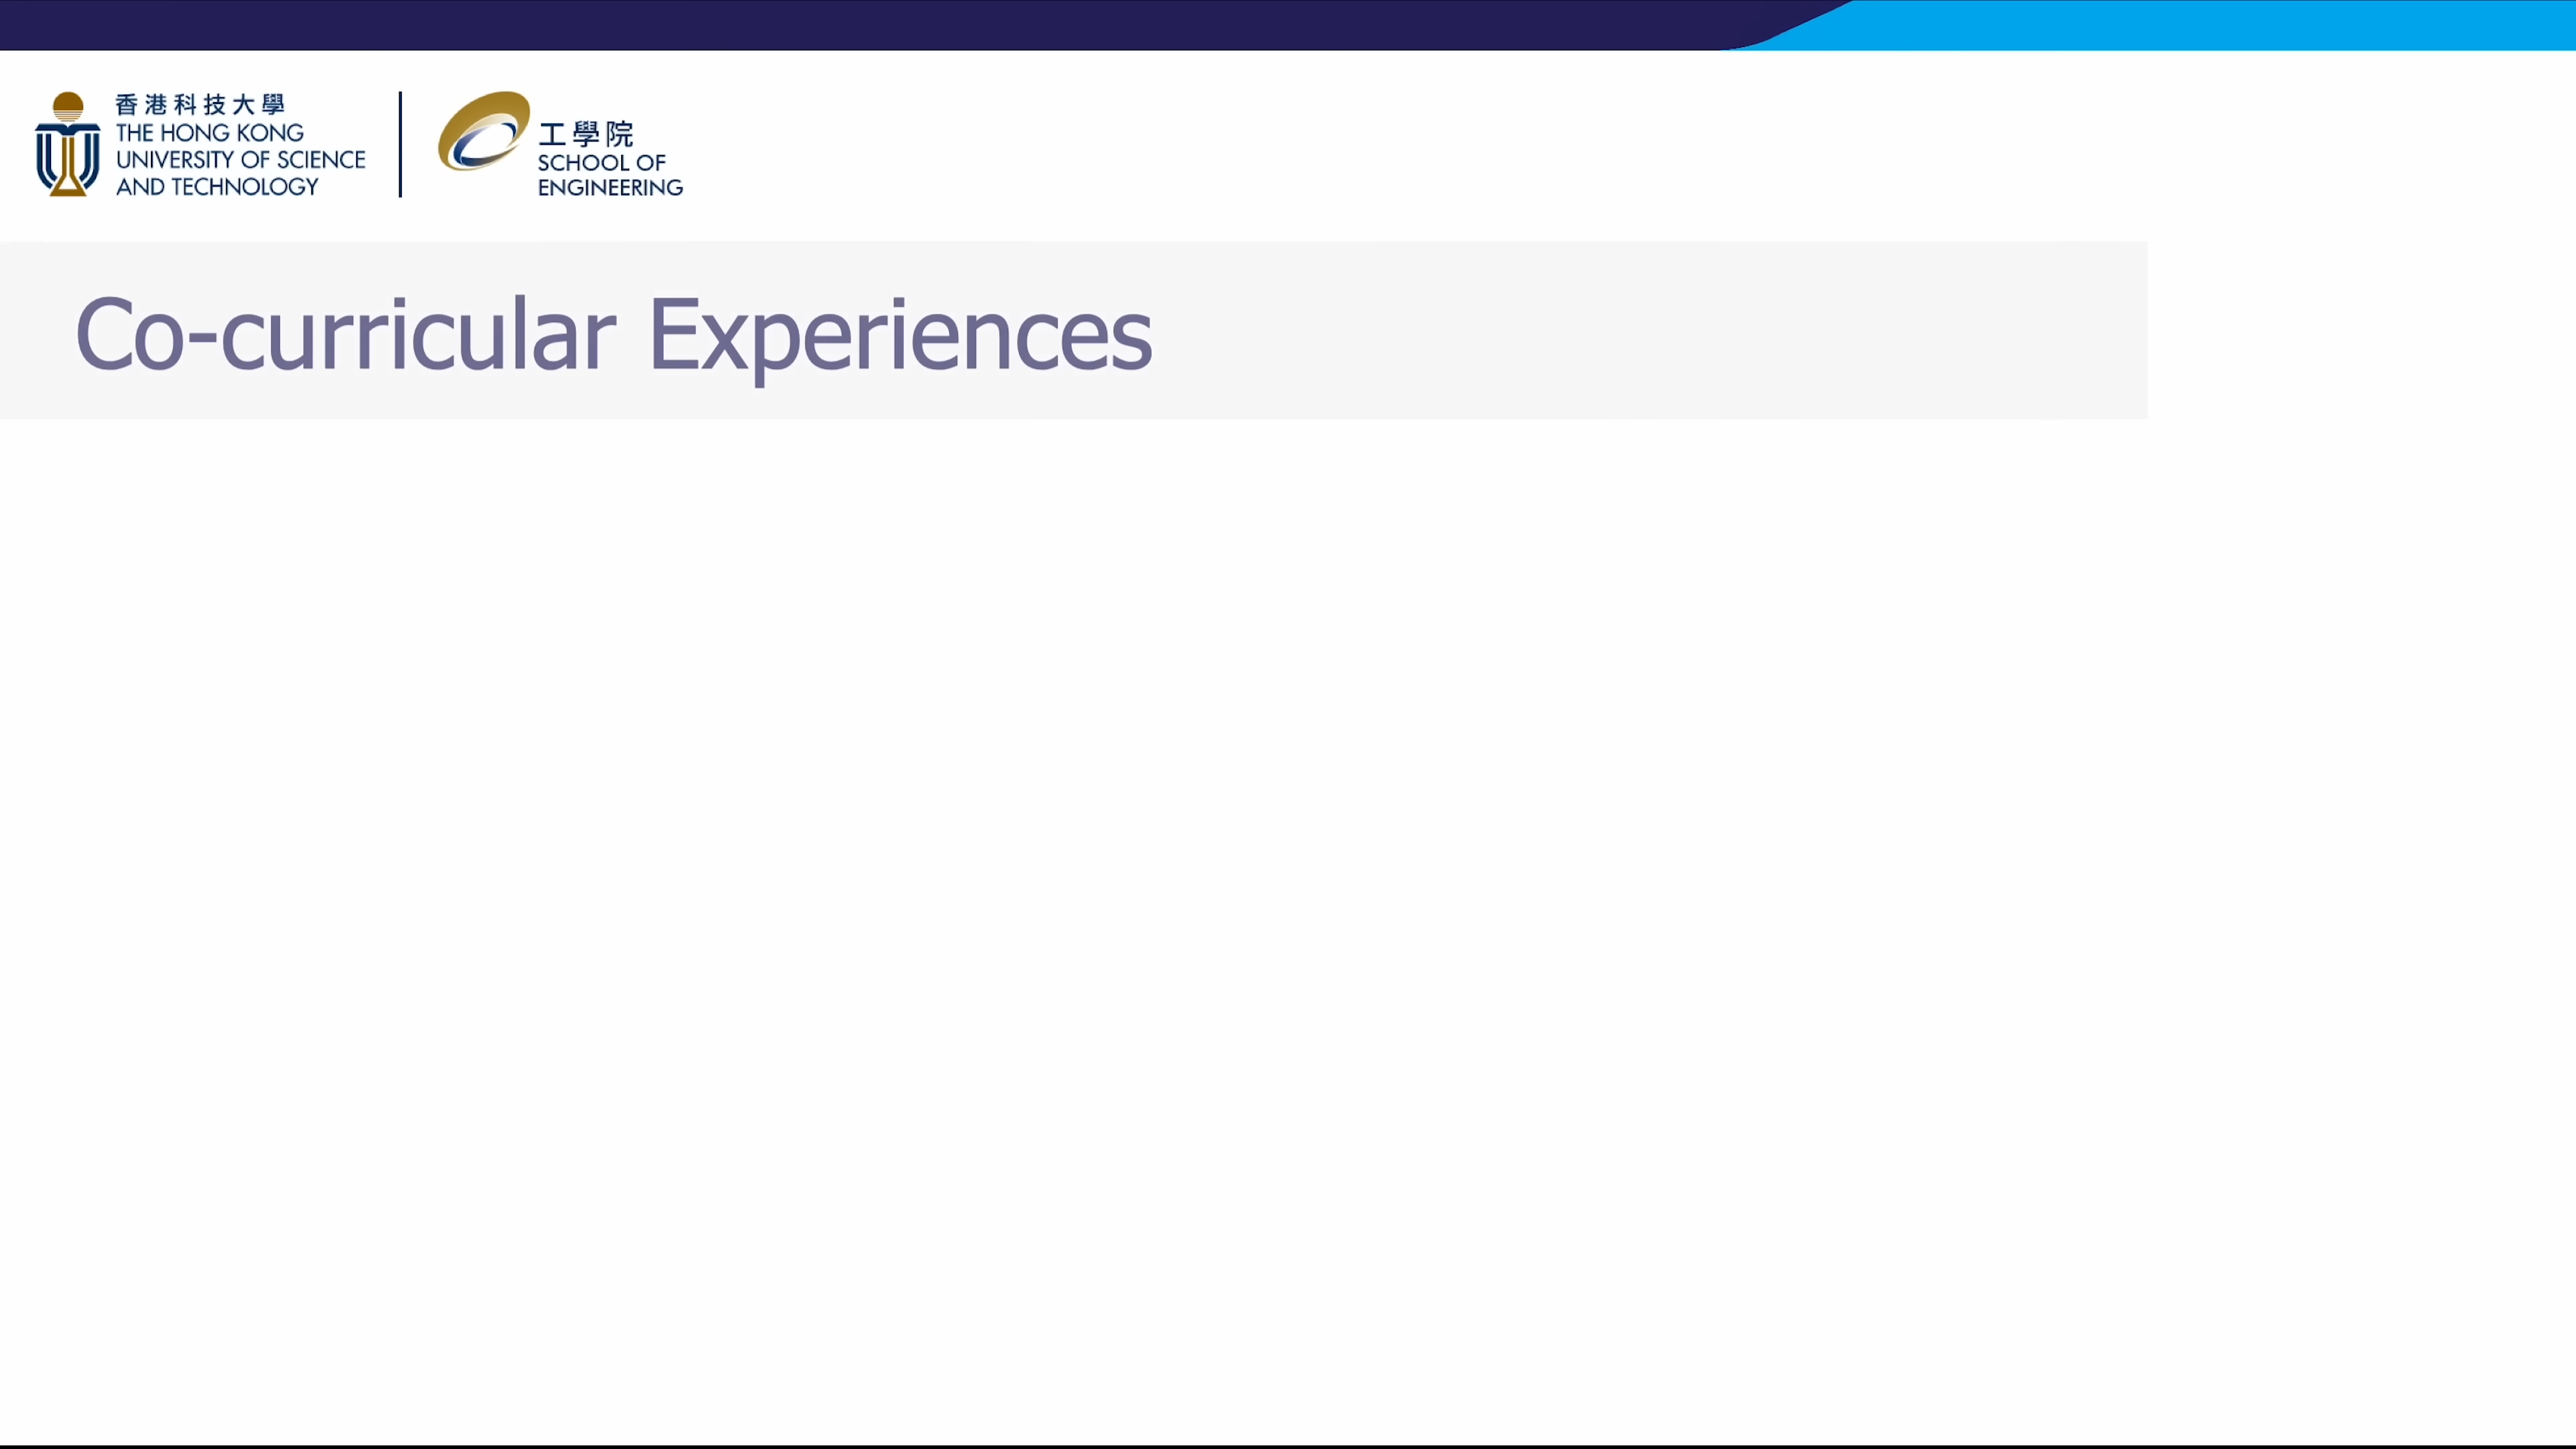 香港科技大學
THE HONG KONG
UNIVERSITY OF SCIENCE
AND TECHNOLOGY
工學院
SCHOOL OF
ENGINEERING
Co-curricular Experiences